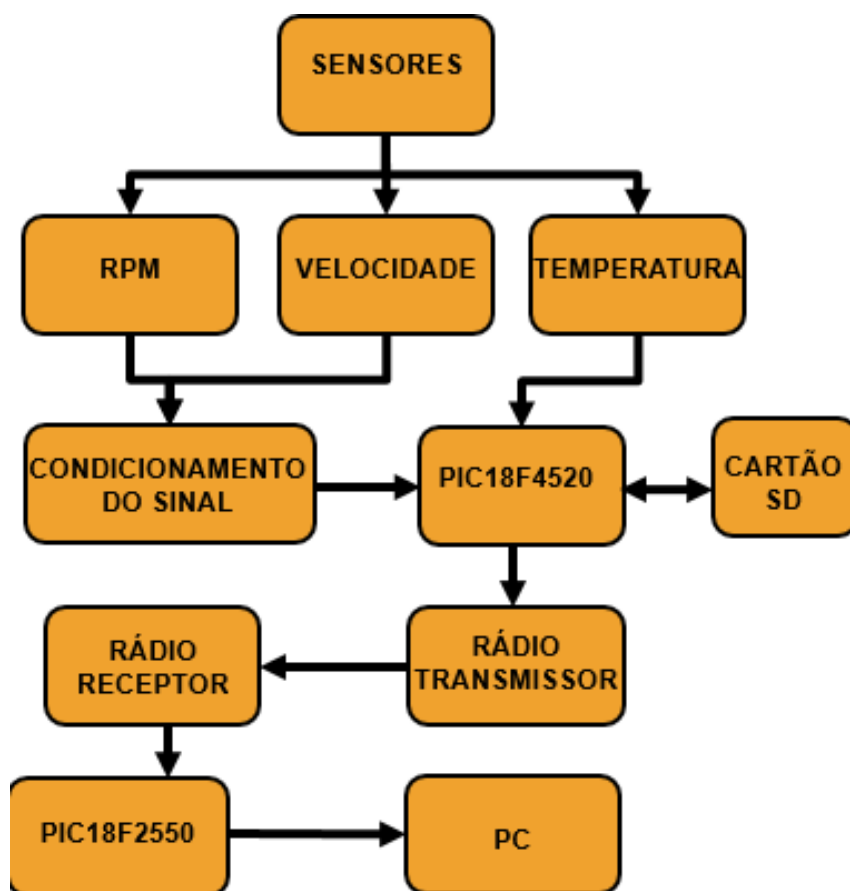 SENSORES
RPM
VELOCIDADE
TEMPERATURA
CONDICIONAMENTO
DO SINAL
PIC18F4520
CARTÃO
SD
RÁDIO
RECEPTOR
RÁDIO
TRANSMISSOR
PIC18F2550
PC